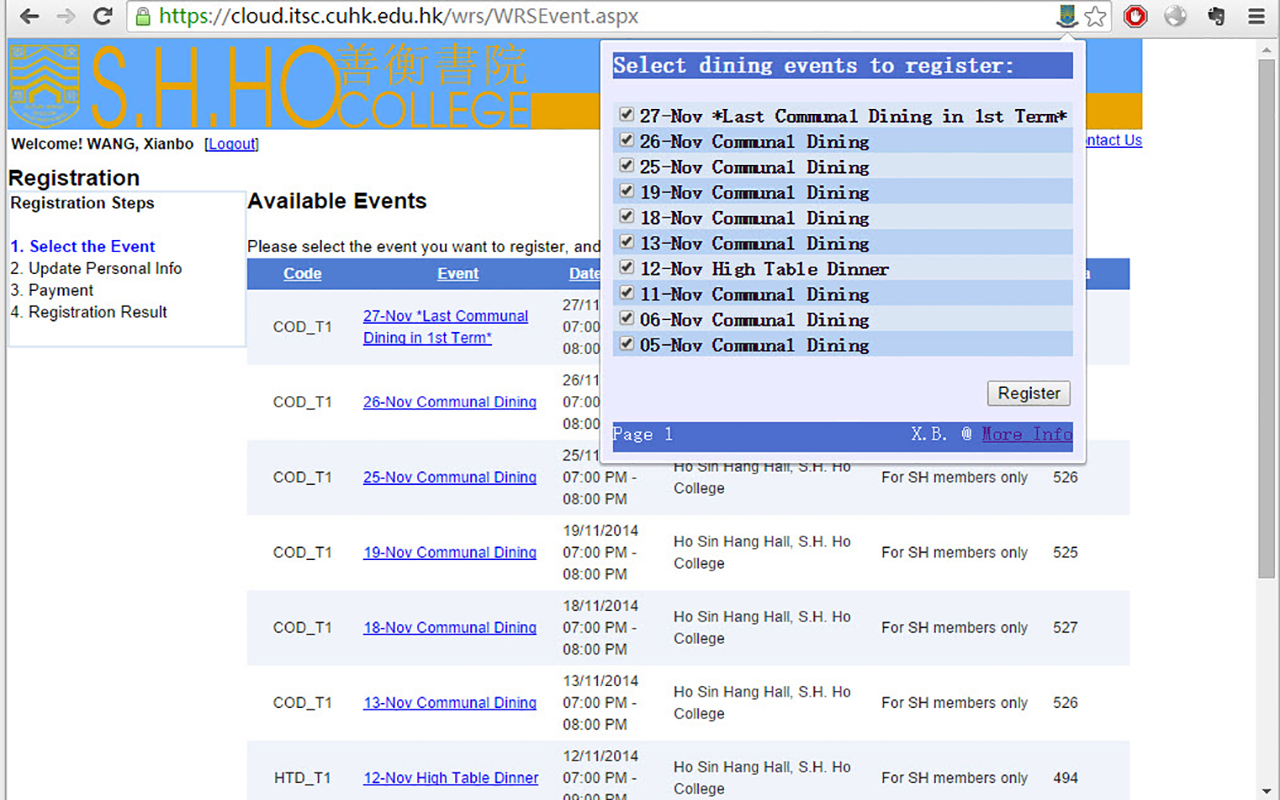 https://cloud.itsc.cuhk.edu.hk/wrs/WRSEvent.aspx
S.H.HO 善衡書院
COLLEGE
Welcome! WANG, Xianbo [Logout]
ntact Us
Registration
Registration Steps
1. Select the Event
2. Update Personal Info
3. Payment
4. Registration Result
Available Events
Please select the event you want to register, and
Code Event Date
COD_T1 27-Nov *Last Communal Dining in 1st Term* 27/11
07:00
08:00
COD_T1 26-Nov Communal Dining 26/11
07:00
08:00
COD_T1 25-Nov Communal Dining 25/11
07:00 PM -
08:00 PM
Ho Sin Hang Hall, S.H. Ho
College
For SH members only 526
COD_T1 19-Nov Communal Dining 19/11/2014
07:00 PM -
08:00 PM
Ho Sin Hang Hall, S.H. Ho
College
For SH members only 525
COD_T1 18-Nov Communal Dining 18/11/2014
07:00 PM -
08:00 PM
Ho Sin Hang Hall, S.H. Ho
College
For SH members only 527
COD_T1 13-Nov Communal Dining 13/11/2014
07:00 PM -
08:00 PM
Ho Sin Hang Hall, S.H. Ho
College
For SH members only 526
HTD_T1 12-Nov High Table Dinner 12/11/2014
07:00 PM -
09:00 PM
Ho Sin Hang Hall, S.H. Ho
College
For SH members only 494
Select dining events to register:
27-Nov *Last Communal Dining in 1st Term*
26-Nov Communal Dining
25-Nov Communal Dining
19-Nov Communal Dining
18-Nov Communal Dining
13-Nov Communal Dining
12-Nov High Table Dinner
11-Nov Communal Dining
06-Nov Communal Dining
05-Nov Communal Dining
Register
Page 1 X.B. @ More Info